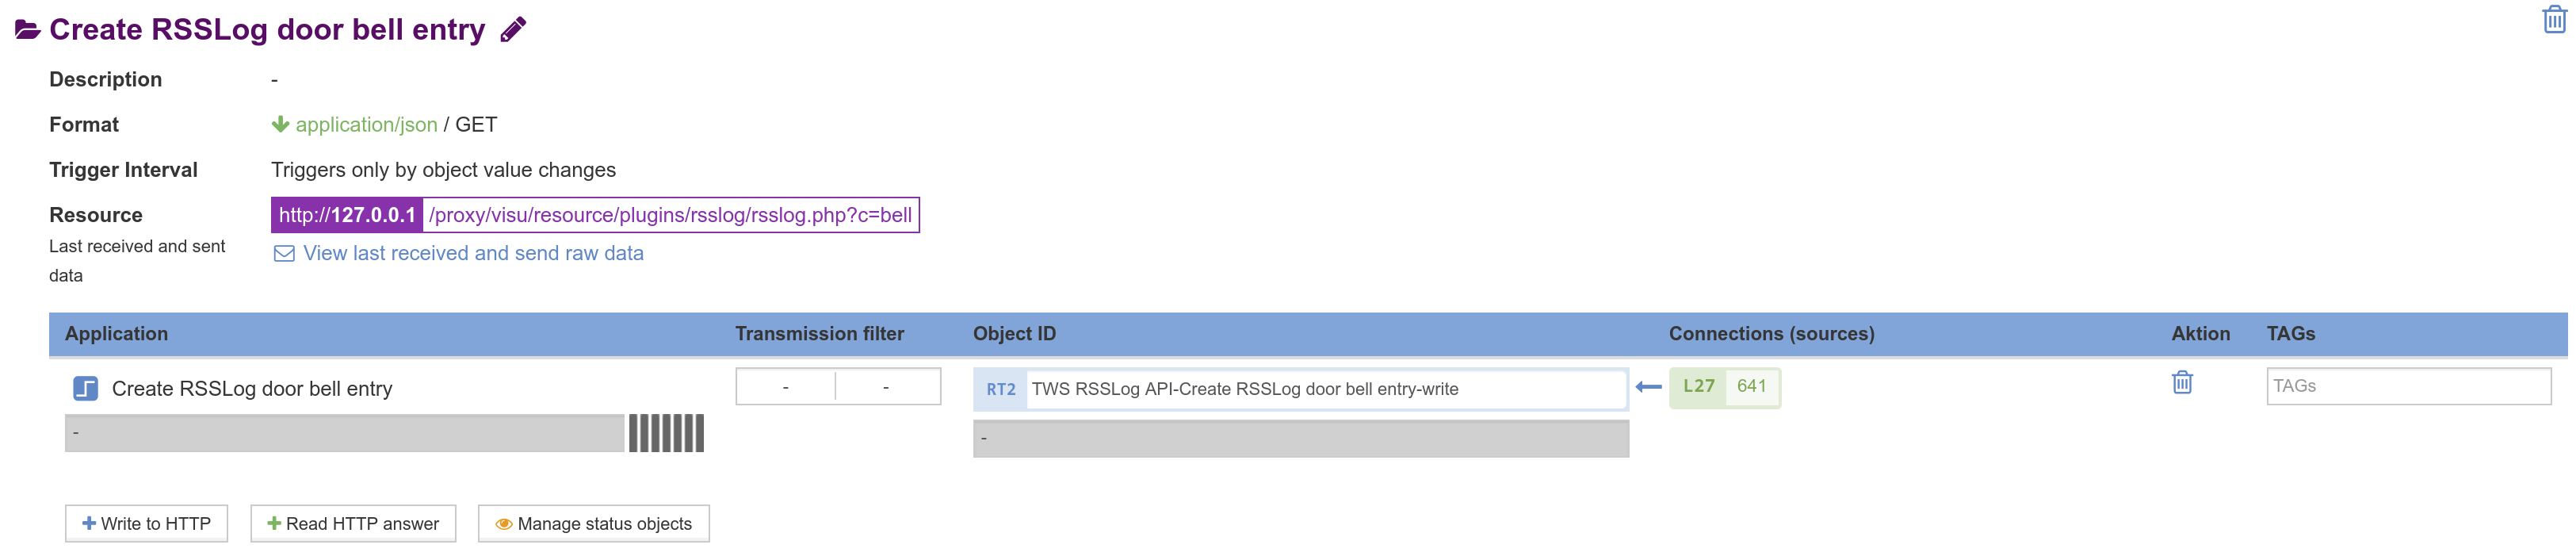 Create RSSLog door bell entry
Description -
Format application/json / GET
Trigger Interval Triggers only by object value changes
Resource http://127.0.0.1 /proxy/visu/resource/plugins/rsslog/rsslog.php?c=bell
Last received and sent data View last received and send raw data
Application Transmission filter Object ID Connections (sources) Aktion TAGs
Create RSSLog door bell entry - - RT2 TWS RSSLog API-Create RSSLog door bell entry-write L27 641 TAGs
- -
Write to HTTP Read HTTP answer Manage status objects